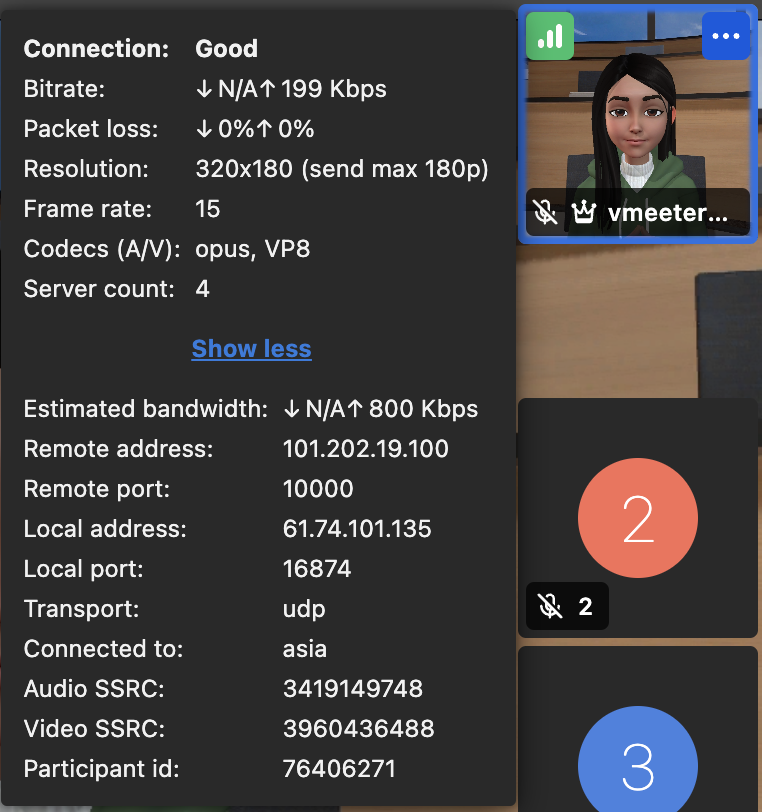 Connection: Good
Bitrate: ↓ N/A↑ 199 Kbps
Packet loss: ↓ 0%↑ 0%
Resolution: 320x180 (send max 180p)
Frame rate: 15
Codecs (A/V): opus, VP8
Server count: 4
Show less
Estimated bandwidth: ↓ N/A↑ 800 Kbps
Remote address: 101.202.19.100
Remote port: 10000
Local address: 61.74.101.135
Local port: 16874
Transport: udp
Connected to: asia
Audio SSRC: 3419149748
Video SSRC: 3960436488
Participant id: 76406271
vmeeter...
2
2
3